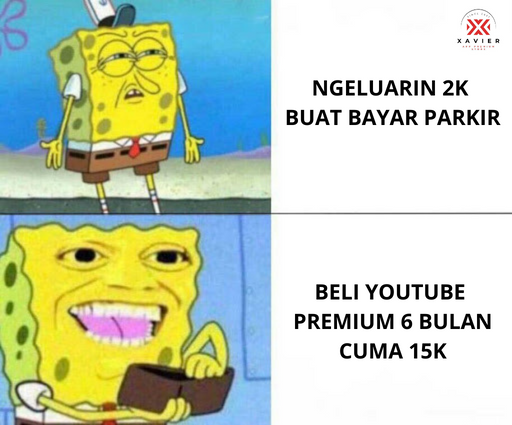 XAVIER
NGELUARIN 2K
BUAT BAYAR PARKIR
BELI YOUTUBE
PREMIUM 6 BULAN
CUMA 15K